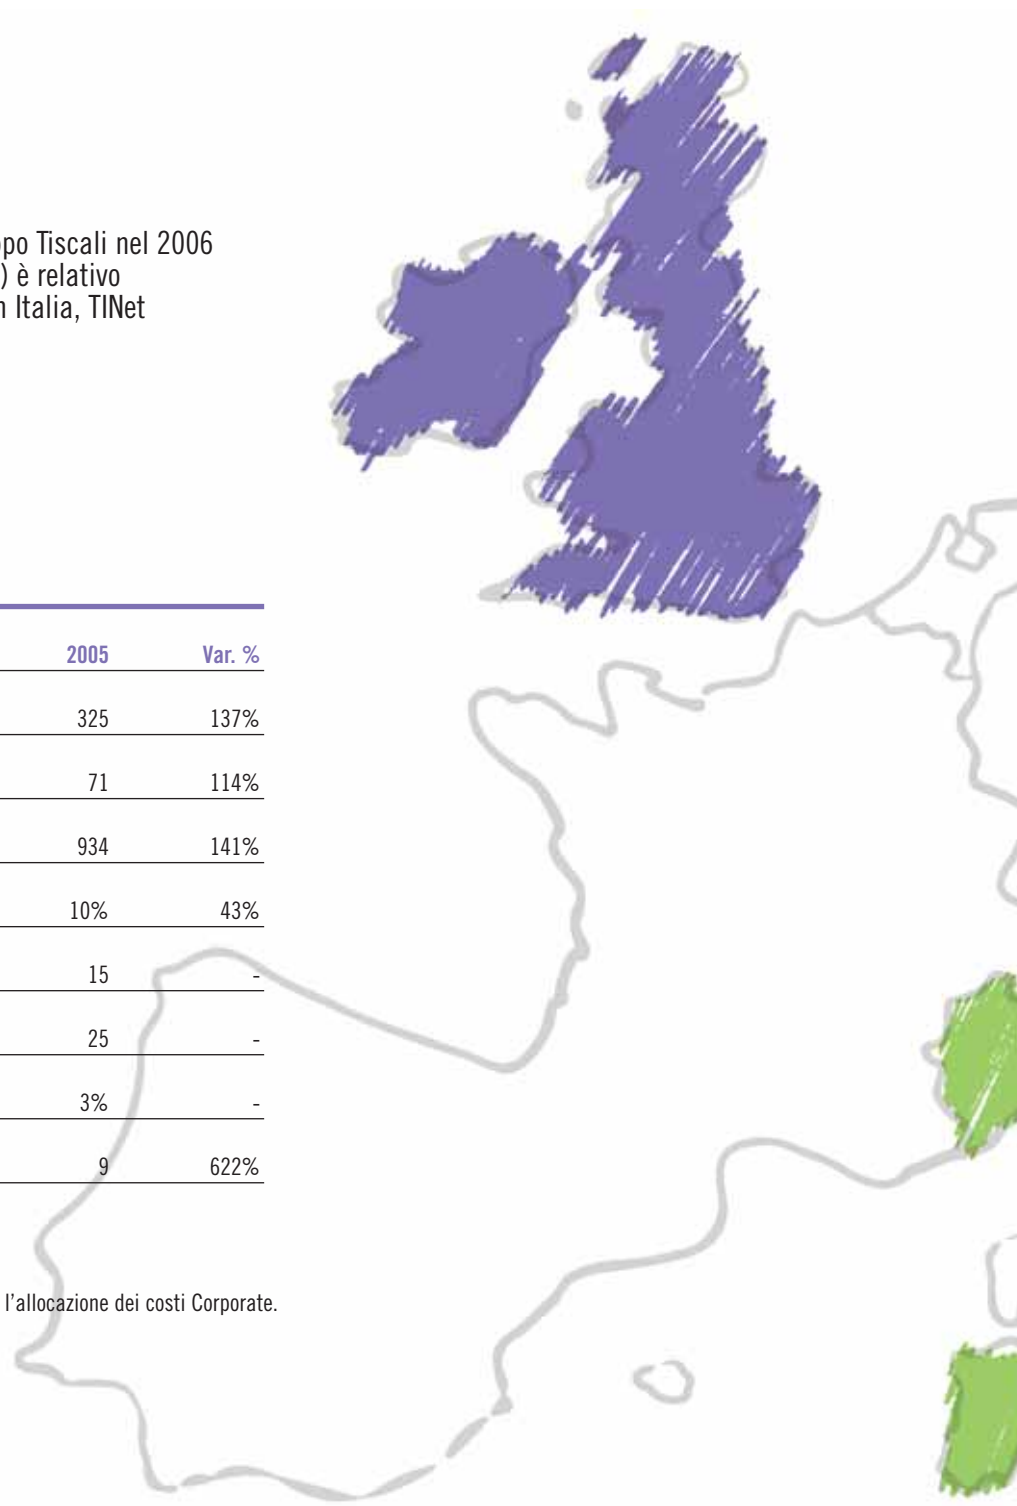 po Tiscali nel 2006
) è relativo
n Italia, TINet
2005 Var. %
325 137%
71 114%
934 141%
10% 43%
15 -
25 -
3% -
9 622%
l’allocazione dei costi Corporate.